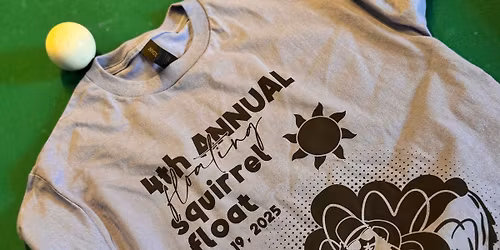 4th ANNUAL
floating
squirrel
float
19, 2025